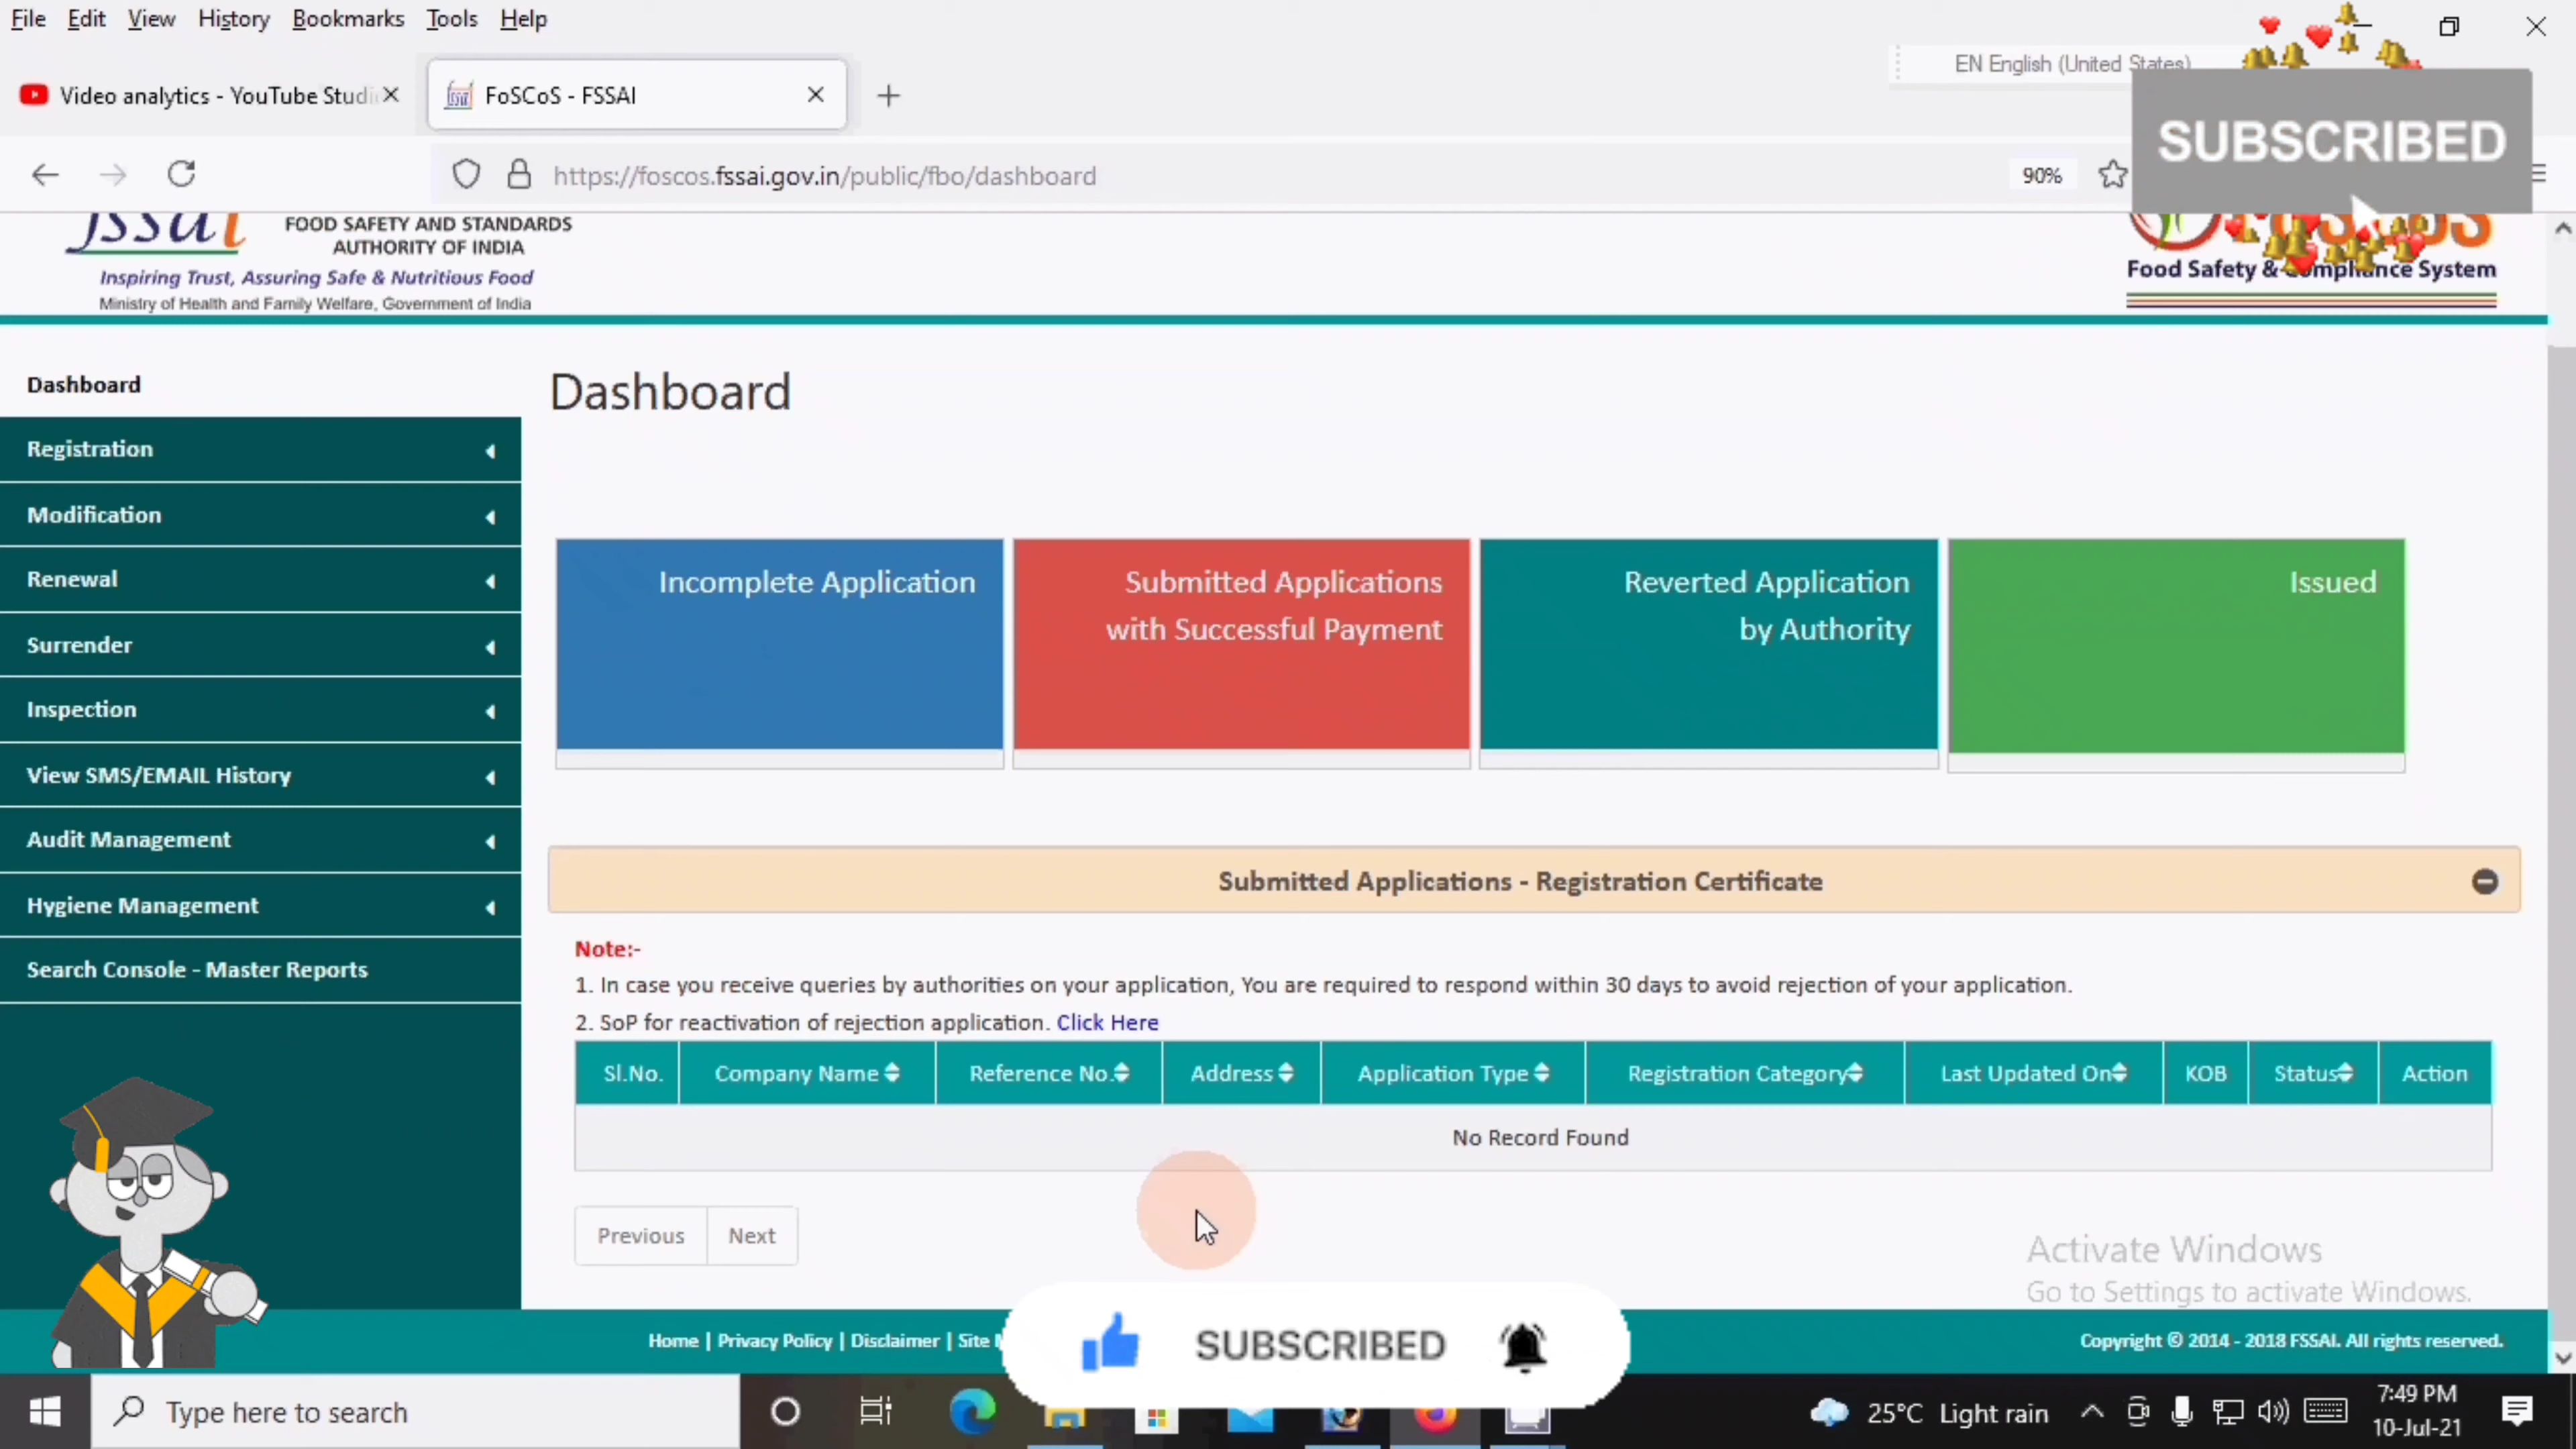 File Edit View History Bookmarks Tools Help
EN English (United States)
Video analytics - YouTube Studi
FoSCoS - FSSAI
SUBSCRIBED
https://foscos.fssai.gov.in/public/fbo/dashboard
90%
fssai
FOOD SAFETY AND STANDARDS
AUTHORITY OF INDIA
Inspiring Trust, Assuring Safe & Nutritious Food
Ministry of Health and Family Welfare, Government of India
Food Safety & Compliance System
Dashboard
Registration
Modification
Renewal
Surrender
Inspection
View SMS/EMAIL History
Audit Management
Hygiene Management
Search Console - Master Reports
Dashboard
Incomplete Application
Submitted Applications
with Successful Payment
Reverted Application
by Authority
Issued
Submitted Applications - Registration Certificate
Note:-
1. In case you receive queries by authorities on your application, You are required to respond within 30 days to avoid rejection of your application.
2. SoP for reactivation of rejection application. Click Here
Sl.No. Company Name Reference No. Address Application Type Registration Category Last Updated On KOB Status Action
No Record Found
Previous Next
Activate Windows
Go to Settings to activate Windows.
Home | Privacy Policy | Disclaimer | Site
SUBSCRIBED
Copyright © 2014 - 2018 FSSAI. All rights reserved.
Type here to search
25°C Light rain
7:49 PM
10-Jul-21